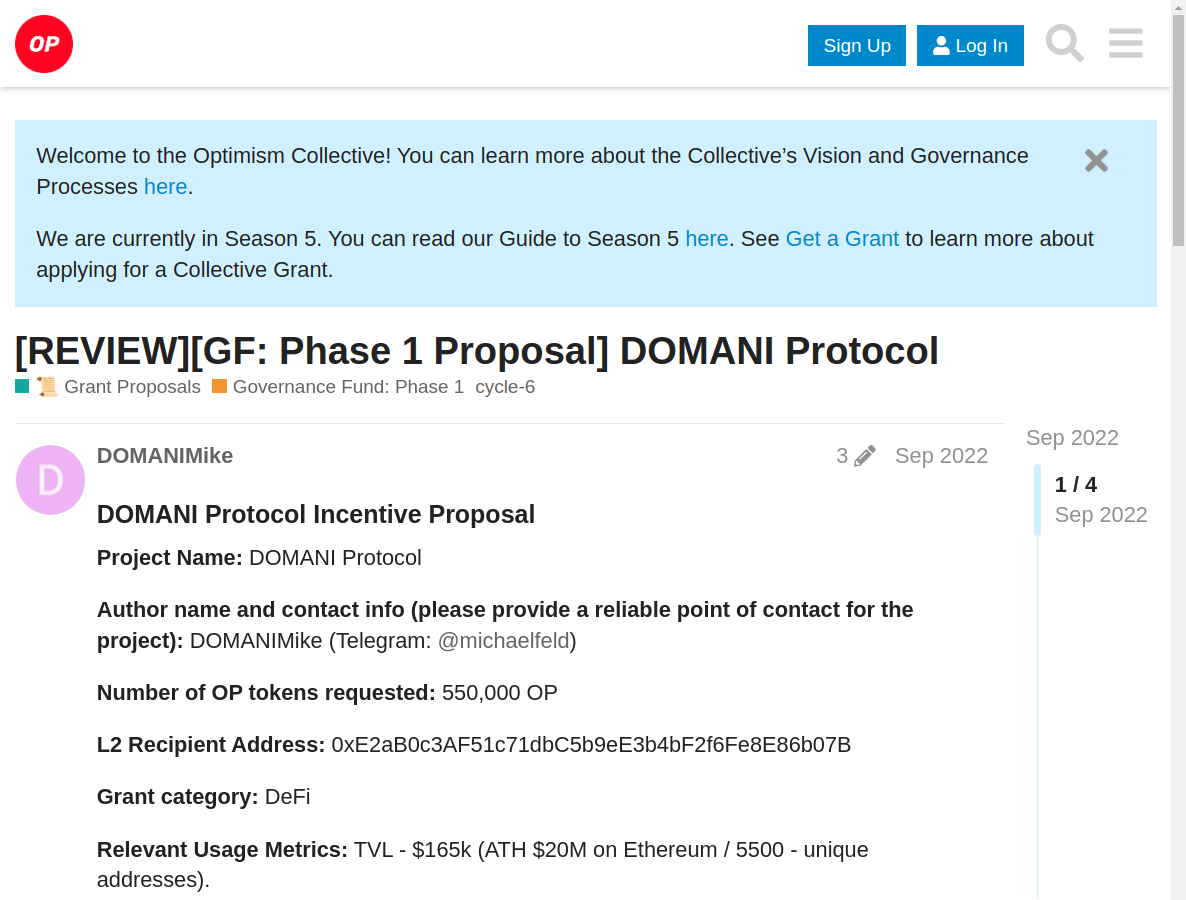 OP
Sign Up
Log In
Welcome to the Optimism Collective! You can learn more about the Collective’s Vision and Governance
Processes here.
We are currently in Season 5. You can read our Guide to Season 5 here. See Get a Grant to learn more about
applying for a Collective Grant.
[REVIEW][GF: Phase 1 Proposal] DOMANI Protocol
📜 Grant Proposals Governance Fund: Phase 1 cycle-6
Sep 2022
1 / 4
Sep 2022
D
DOMANIMike 3 Sep 2022
DOMANI Protocol Incentive Proposal
Project Name: DOMANI Protocol
Author name and contact info (please provide a reliable point of contact for the
project): DOMANIMike (Telegram: @michaelfeld)
Number of OP tokens requested: 550,000 OP
L2 Recipient Address: 0xE2aB0c3AF51c71dbC5b9eE3b4bF2f6Fe8E86b07B
Grant category: DeFi
Relevant Usage Metrics: TVL - $165k (ATH $20M on Ethereum / 5500 - unique
addresses).